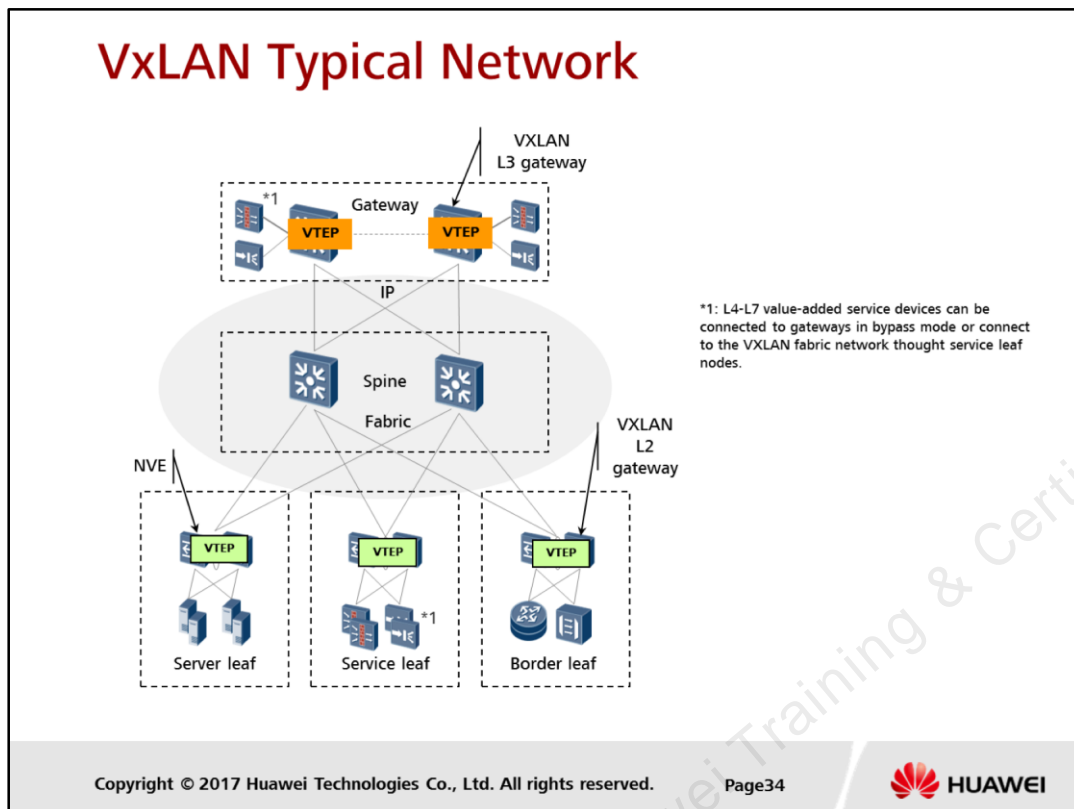 VxLAN Typical Network
VXLAN
L3 gateway
*1
Gateway
VTEP
VTEP
IP
*1: L4-L7 value-added service devices can be
connected to gateways in bypass mode or connect
to the VXLAN fabric network thought service leaf
nodes.
Spine
Fabric
VXLAN
L2
gateway
NVE
VTEP
VTEP
VTEP
*1
Server leaf
Service leaf
Border leaf
Training & Certi
Copyright © 2017 Huawei Technologies Co., Ltd. All rights reserved.
Page34
HUAWEI